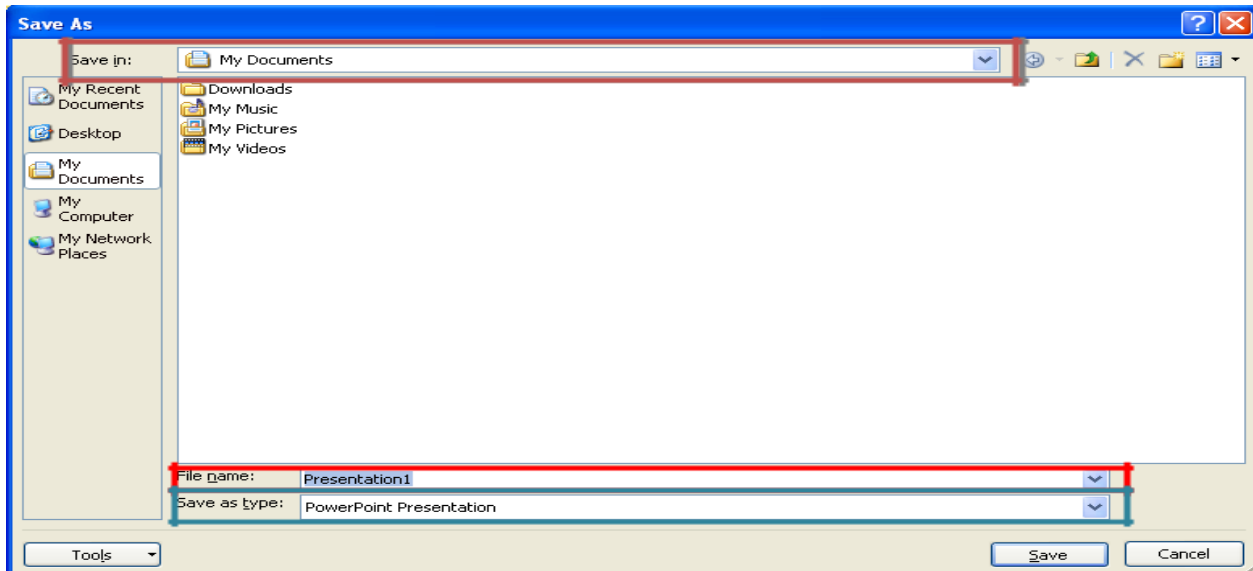 Save As
Save in:
My Documents
My Recent
Documents
Desktop
My
Documents
My
Computer
My Network
Places
Downloads
My Music
My Pictures
My Videos
File name:
Presentation1
Save as type:
PowerPoint Presentation
Tools
Save
Cancel